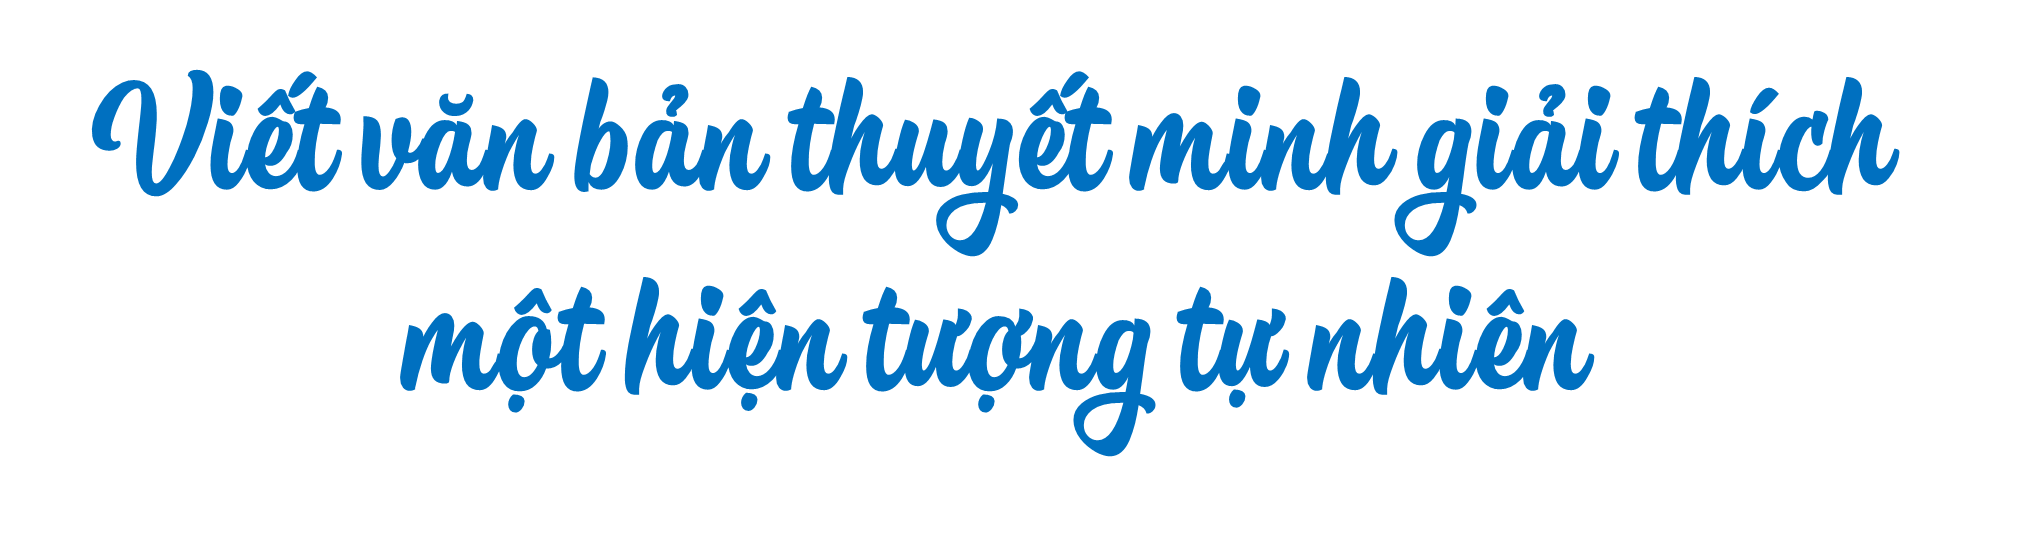 Viết văn bản thuyết minh giải thích
một hiện tượng tự nhiên